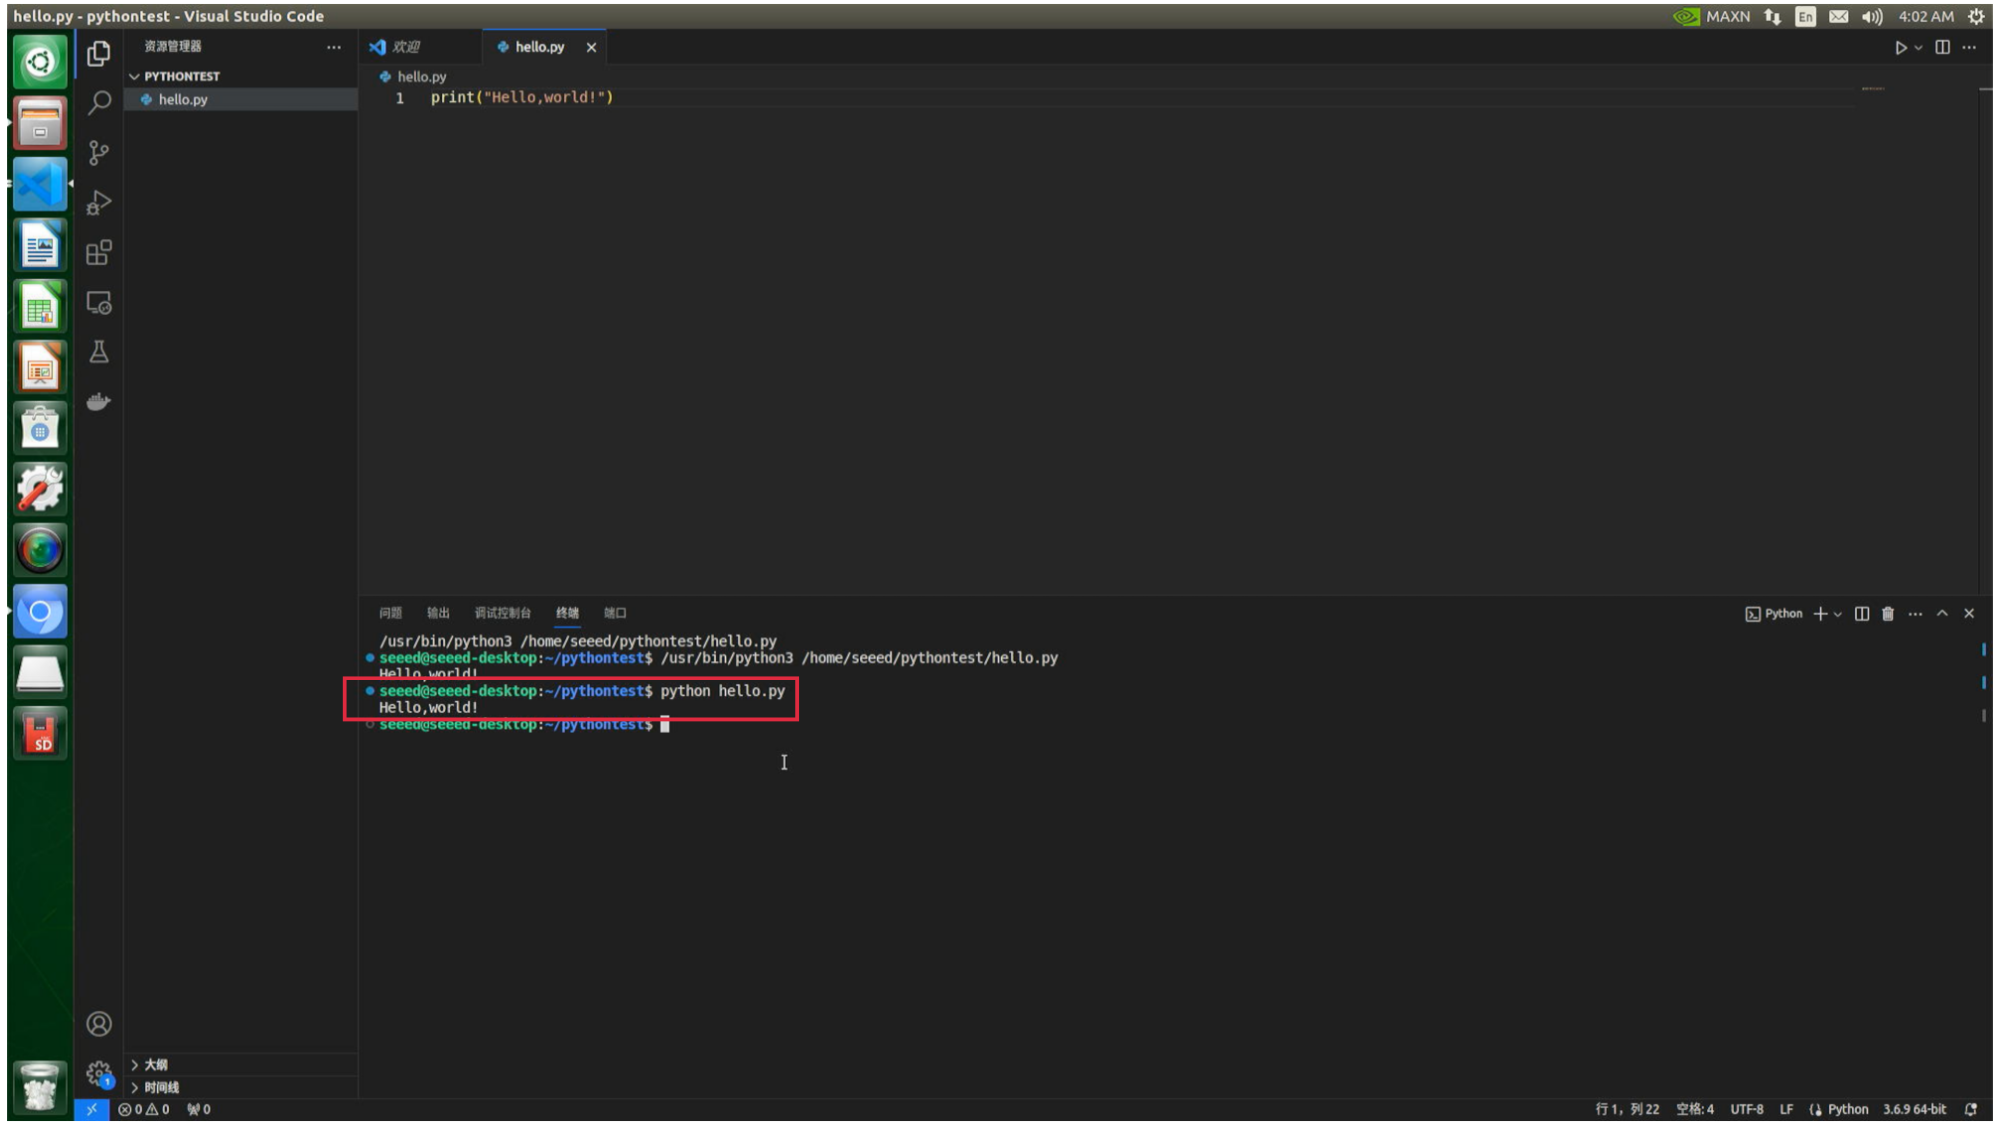 hello.py - pythontest - Visual Studio Code
MAXN En 4:02 AM
资源管理器 ···
PYTHONTEST
hello.py
欢迎
hello.py
hello.py
1 print("Hello,world!")
问题 输出 调试控制台 终端 端口
Python
/usr/bin/python3 /home/seeed/pythontest/hello.py
seeed@seeed-desktop:~/pythontest$ /usr/bin/python3 /home/seeed/pythontest/hello.py
Hello,world!
seeed@seeed-desktop:~/pythontest$ python hello.py
Hello,world!
seeed@seeed-desktop:~/pythontest$
SD
大纲
时间线
1
0 0 0
行 1，列 22 空格: 4 UTF-8 LF Python 3.6.9 64-bit